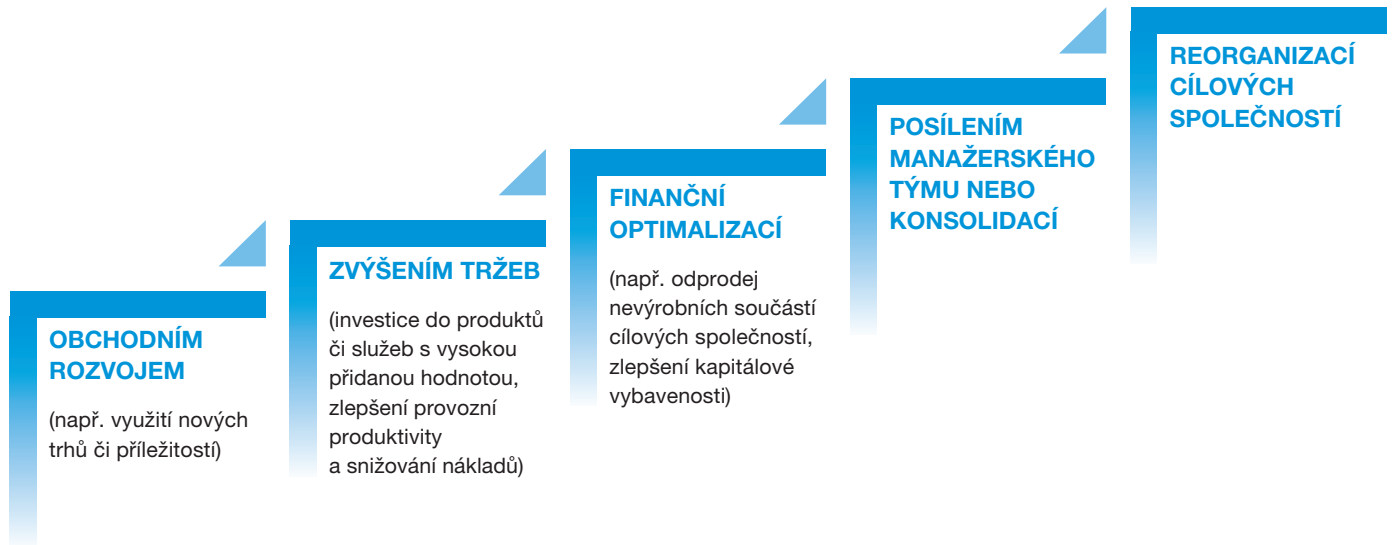 OBCHODNÍM
ROZVOJEM
(např. využití nových
trhů či příležitostí)
ZVÝŠENÍM TRŽEB
(investice do produktů
či služeb s vysokou
přidanou hodnotou,
zlepšení provozní
produktivity
a snižování nákladů)
FINANČNÍ
OPTIMALIZACÍ
(např. odprodej
nevýrobních součástí
cílových společností,
zlepšení kapitálové
vybavenosti)
POSÍLENÍM
MANAŽERSKÉHO
TÝMU NEBO
KONSOLIDACÍ
REORGANIZACÍ
CÍLOVÝCH
SPOLEČNOSTÍ